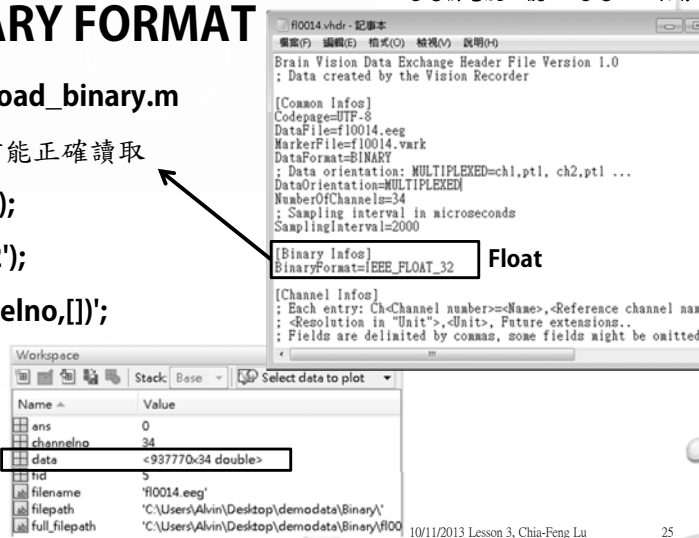 ARY FORMAT
oad_binary.m
能正確讀取
);
');
elno,[])';
fl0014.vhdr - 記事本
檔案(F) 編輯(E) 格式(O) 檢視(V) 說明(H)
Brain Vision Data Exchange Header File Version 1.0
; Data created by the Vision Recorder
[Common Infos]
Codepage=UTF-8
DataFile=fl0014.eeg
MarkerFile=fl0014.vmrk
DataFormat=BINARY
; Data orientation: MULTIPLEXED=ch1,pt1, ch2,pt1 ...
DataOrientation=MULTIPLEXED
NumberOfChannels=34
; Sampling interval in microseconds
SamplingInterval=2000
[Binary Infos]
BinaryFormat=IEEE_FLOAT_32
Float
[Channel Infos]
; Each entry: Ch<Channel number>=<Name>,<Reference channel nam
; <Resolution in "Unit">,<Unit>, Future extensions..
; Fields are delimited by commas, some fields might be omitted
Workspace
Stack: Base Select data to plot
Name Value
ans 0
channelno 34
data <937770x34 double>
fid 5
filename 'fl0014.eeg'
filepath 'C:\Users\Alvin\Desktop\demodata\Binary\'
full_filepath 'C:\Users\Alvin\Desktop\demodata\Binary\fl00
10/11/2013 Lesson 3, Chia-Feng Lu 25